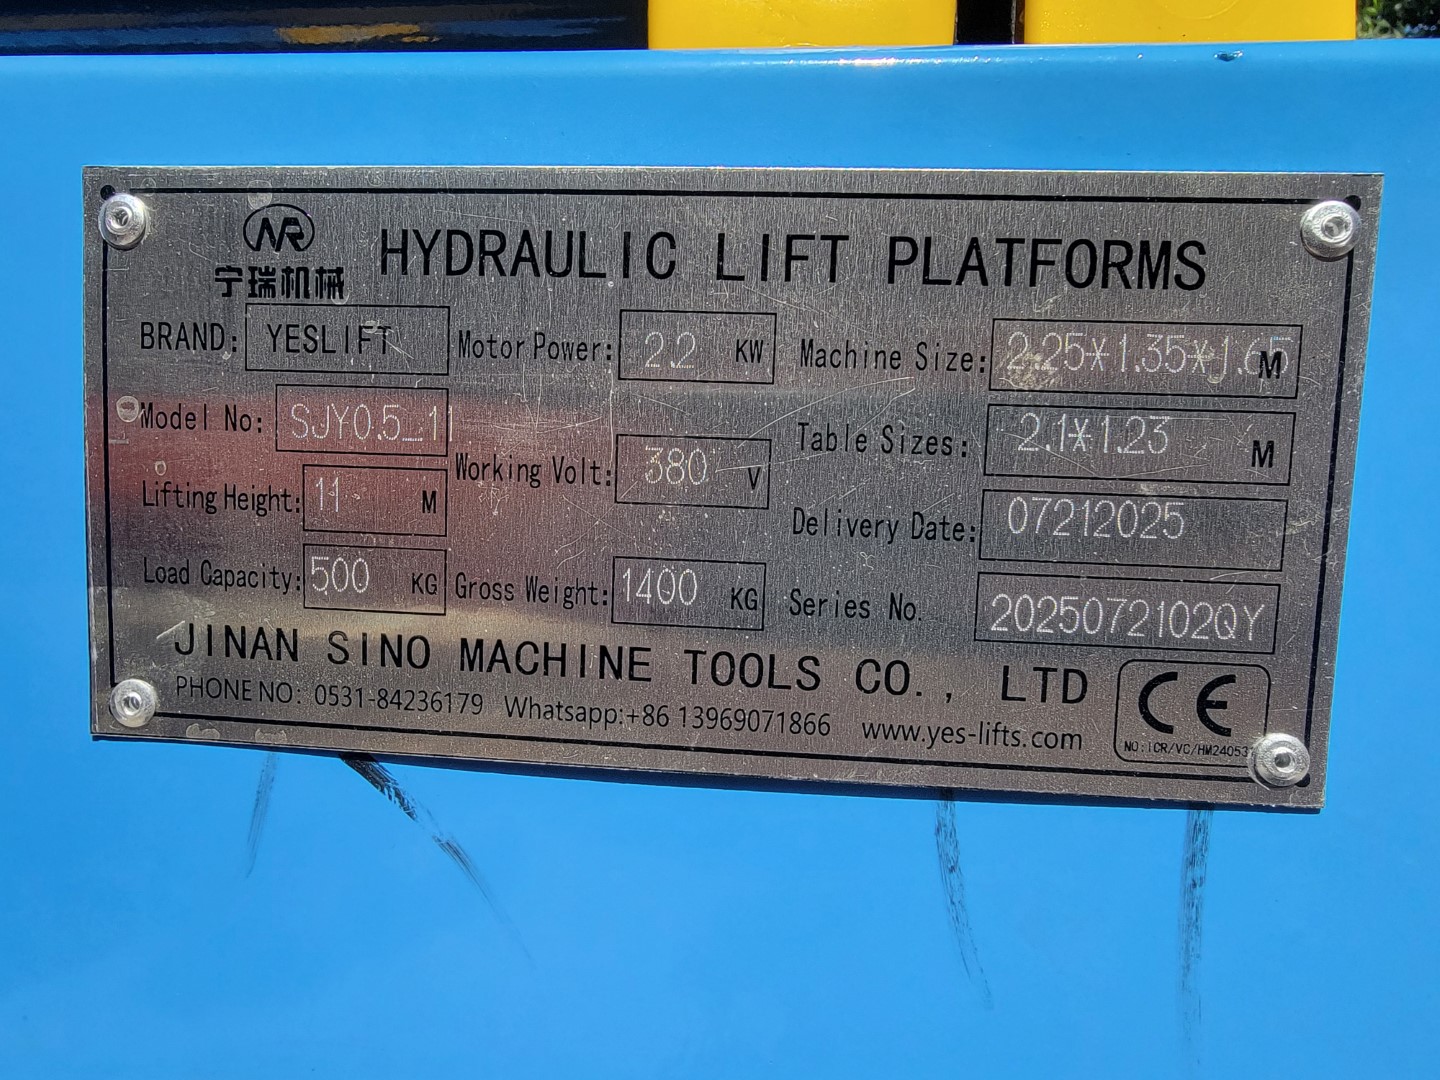 NR
宁瑞机械
HYDRAULIC LIFT PLATFORMS
BRAND: YESLIFT Motor Power: 2.2 KW Machine Size: 2.25*1.35*1.65 M
Model No: SJY0.5_11 Working Volt: 380 V Table Sizes: 2.1*1.23 M
Lifting Height: 11 M Delivery Date: 07212025
Load Capacity: 500 KG Gross Weight: 1400 KG Series No. 2025072102QY
JINAN SINO MACHINE TOOLS CO., LTD
PHONE NO: 0531-84236179 Whatsapp:+86 13969071866 www.yes-lifts.com
CE